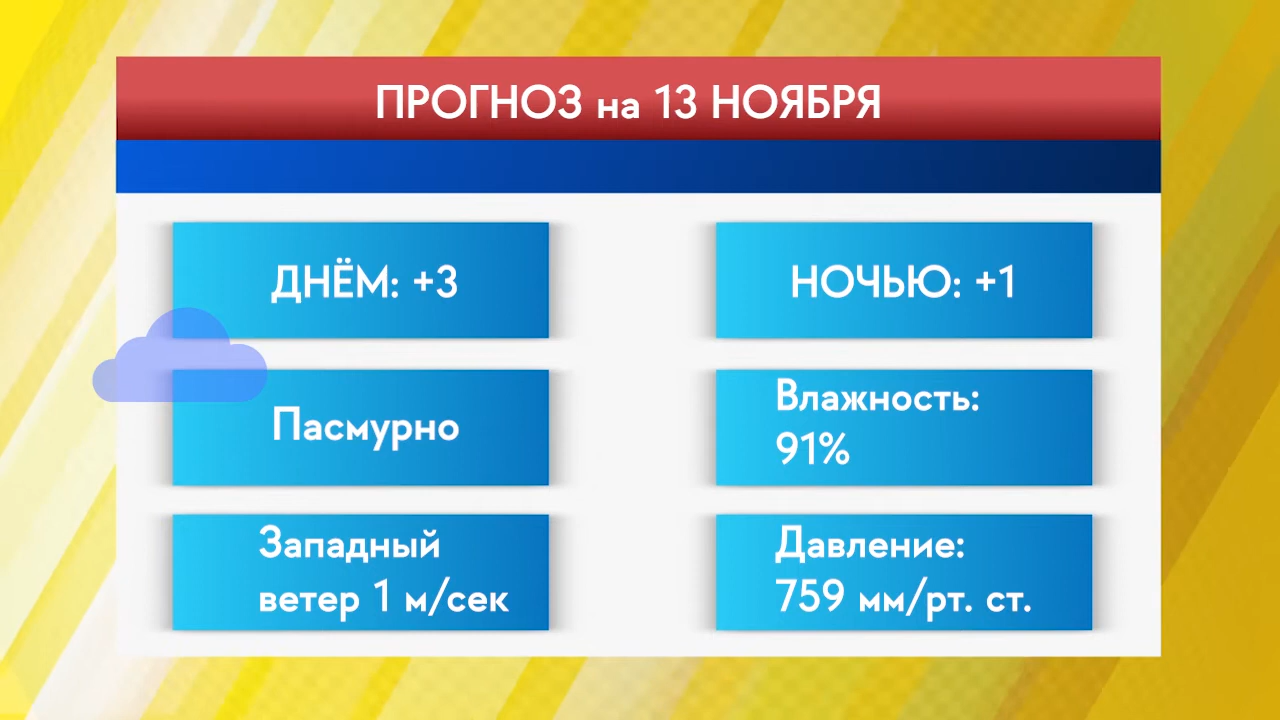 ПРОГНОЗ на 13 НОЯБРЯ
ДНЁМ: +3
НОЧЬЮ: +1
Пасмурно
Влажность:
91%
Западный
ветер 1 м/сек
Давление:
759 мм/рт. ст.